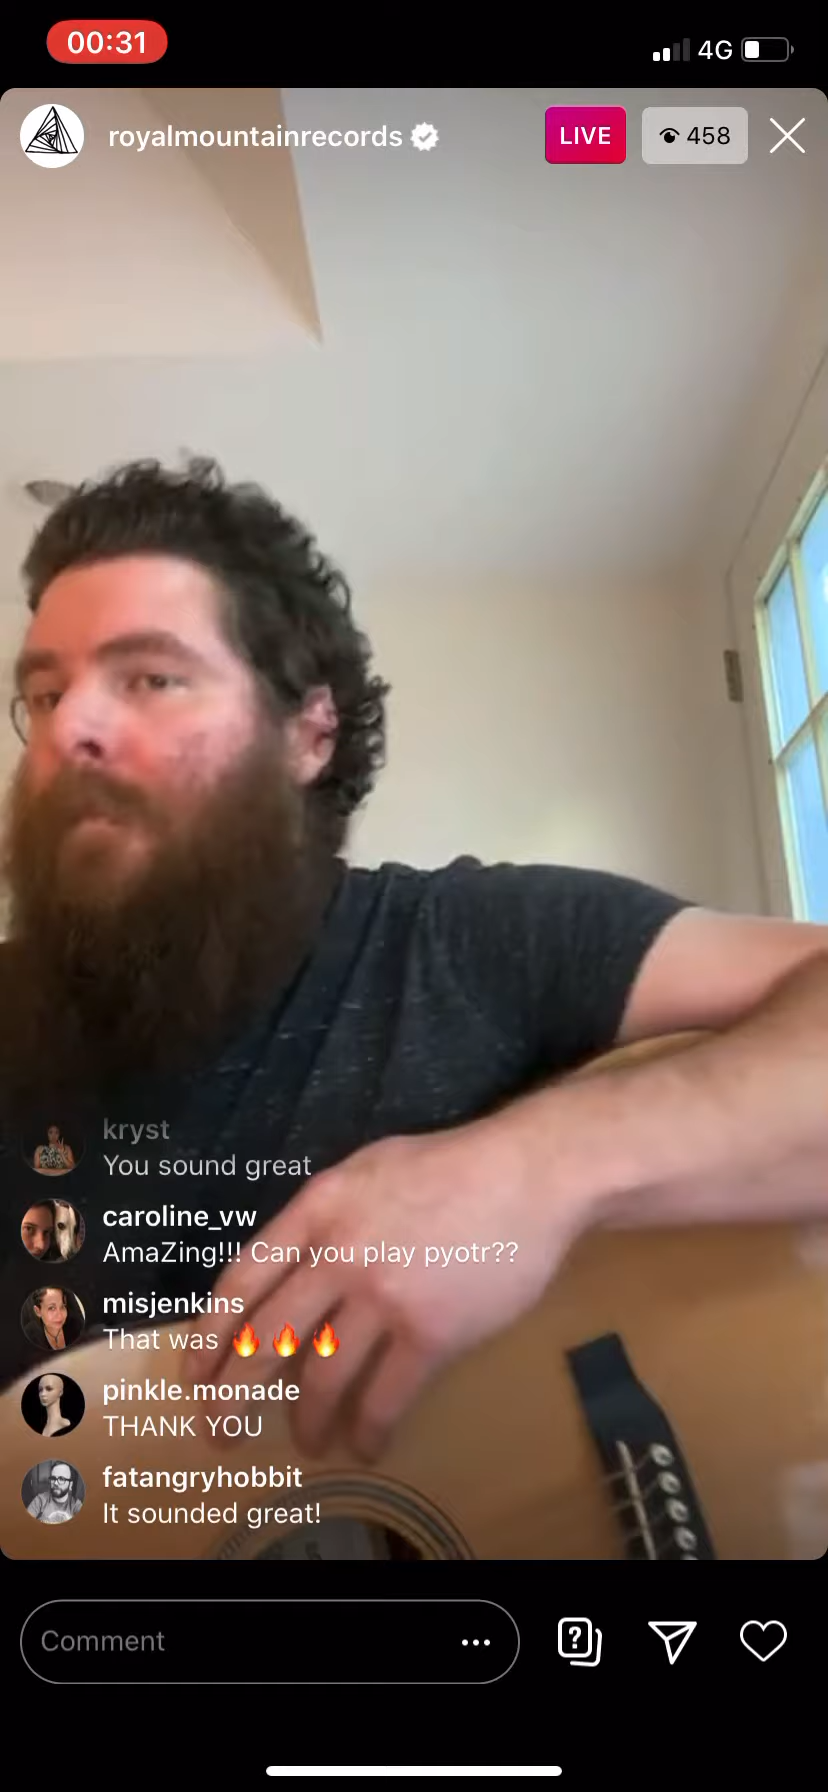 00:31
4G
royalmountainrecords
LIVE
458
kryst
You sound great
caroline_vw
AmaZing!!! Can you play pyotr??
misjenkins
That was 🔥 🔥 🔥
pinkle.monade
THANK YOU
fatangryhobbit
It sounded great!
Comment